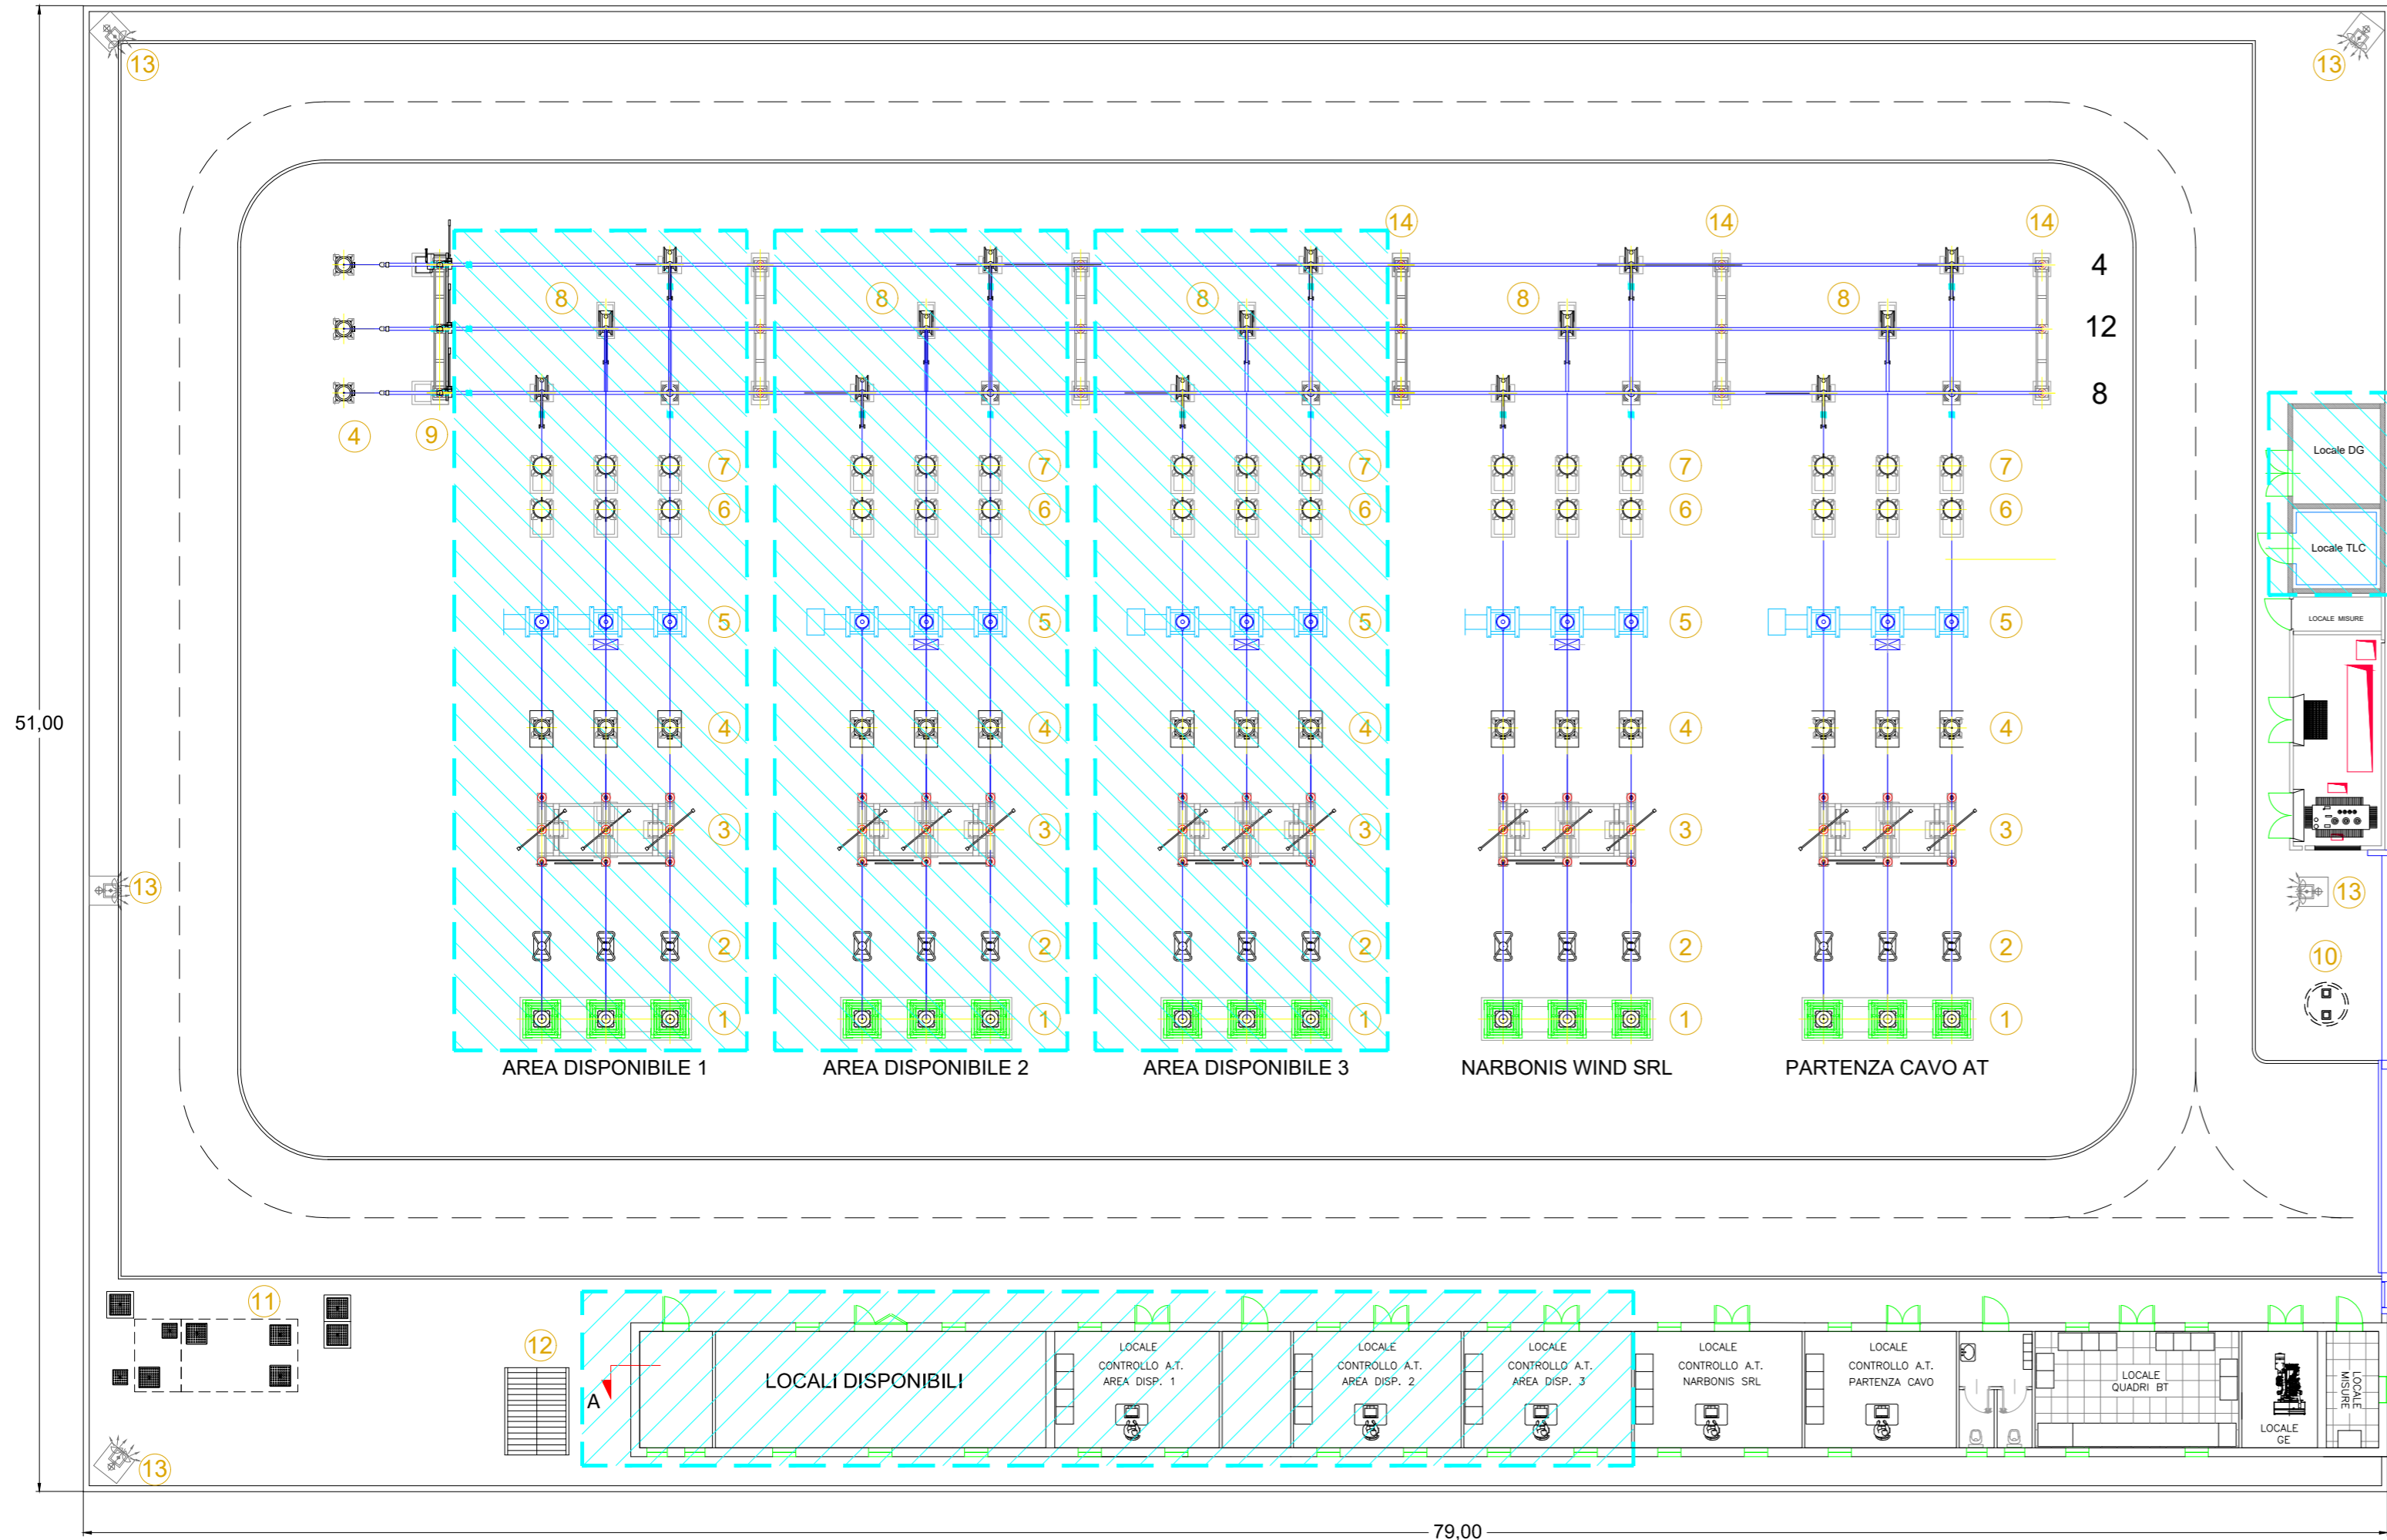 13
13
14
14
14
4
8
8
8
8
8
12
8
4
9
7
7
7
7
7
6
6
6
6
6
Locale DG
Locale TLC
LOCALE MISURE
5
5
5
5
5
51,00
4
4
4
4
4
3
3
3
3
3
13
13
2
2
2
2
2
10
1
1
1
1
1
AREA DISPONIBILE 1
AREA DISPONIBILE 2
AREA DISPONIBILE 3
NARBONIS WIND SRL
PARTENZA CAVO AT
11
12
A
LOCALI DISPONIBILI
LOCALE
CONTROLLO A.T.
AREA DISP. 1
LOCALE
CONTROLLO A.T.
AREA DISP. 2
LOCALE
CONTROLLO A.T.
AREA DISP. 3
LOCALE
CONTROLLO A.T.
NARBONIS SRL
LOCALE
CONTROLLO A.T.
PARTENZA CAVO
LOCALE
QUADRI BT
LOCALE
GE
LOCALE
MISURE
13
79,00